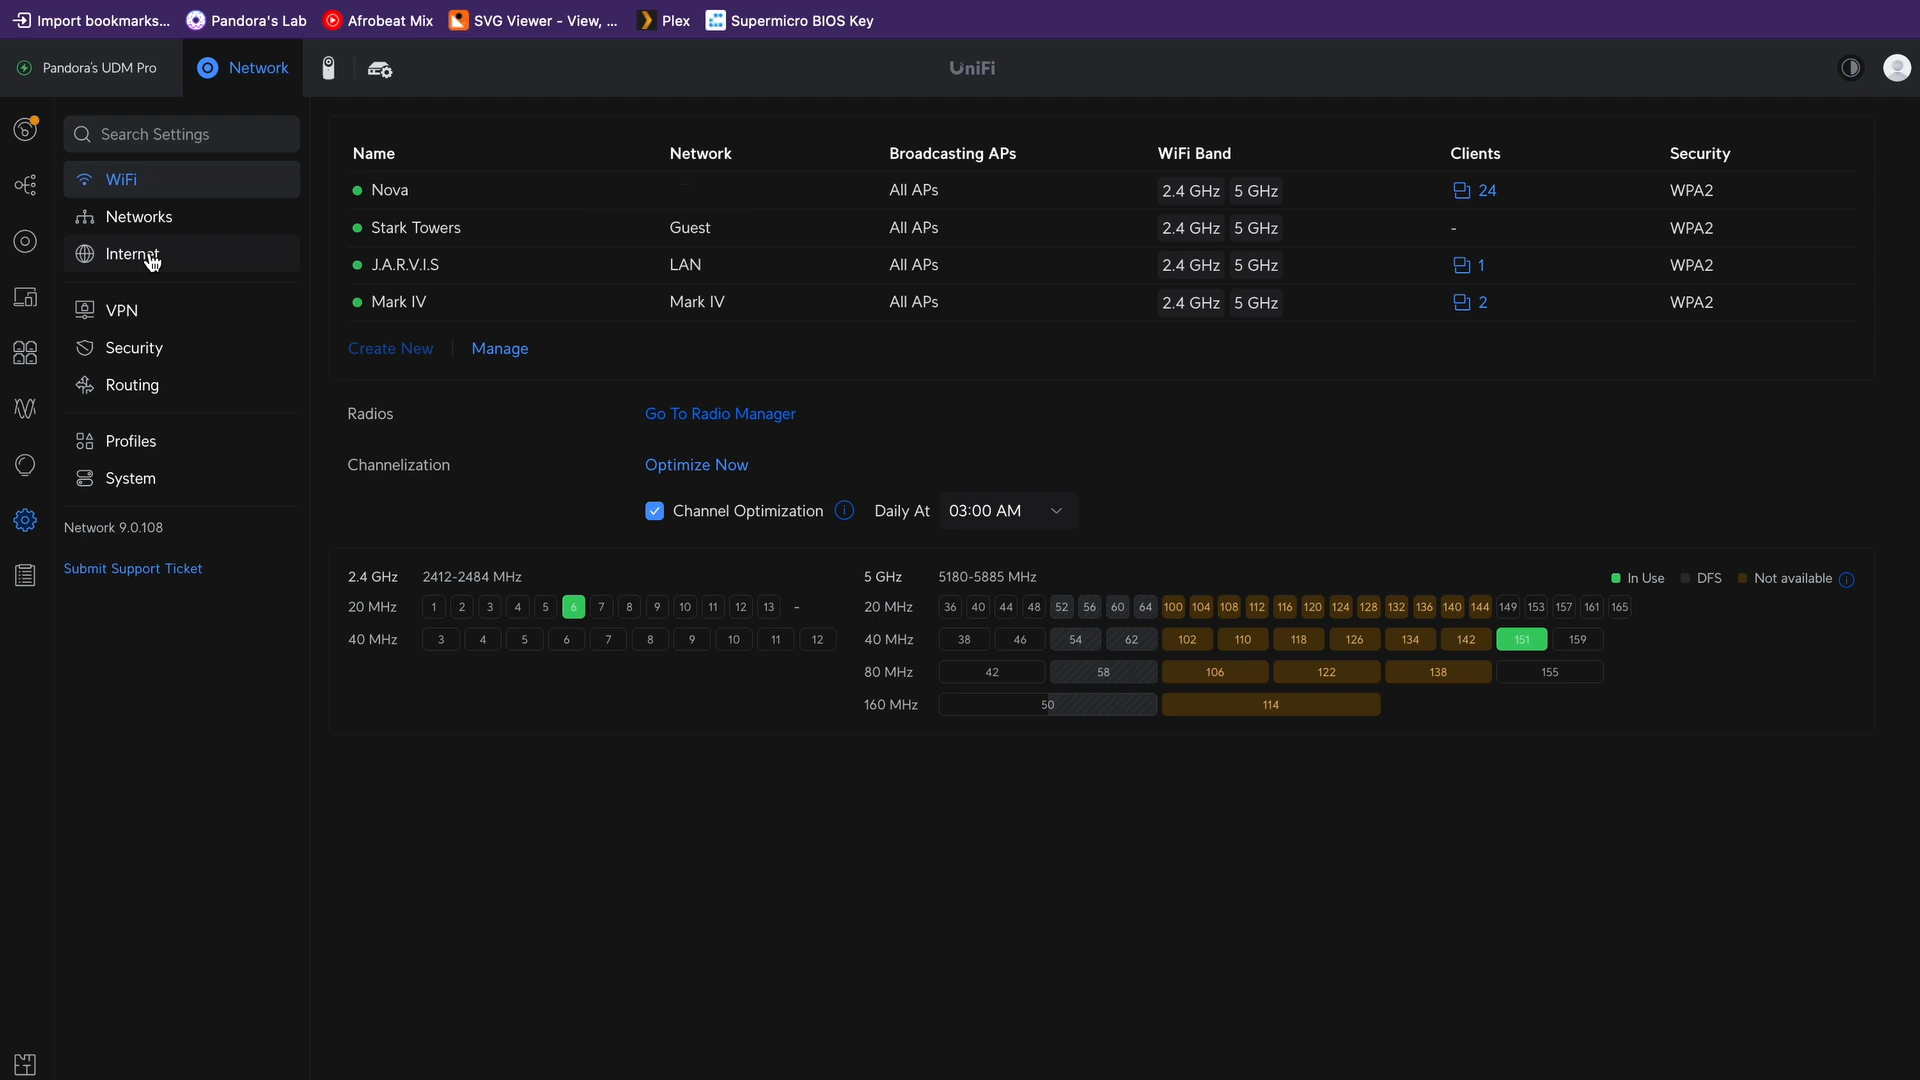 Import bookmarks... Pandora's Lab Afrobeat Mix SVG Viewer - View, ... Plex Supermicro BIOS Key
Pandora's UDM Pro Network UniFi
Search Settings
WiFi
Networks
Internet
VPN
Security
Routing
Profiles
System
Network 9.0.108
Submit Support Ticket
Name Network Broadcasting APs WiFi Band Clients Security
Nova All APs 2.4 GHz 5 GHz 24 WPA2
Stark Towers Guest All APs 2.4 GHz 5 GHz - WPA2
J.A.R.V.I.S LAN All APs 2.4 GHz 5 GHz 1 WPA2
Mark IV Mark IV All APs 2.4 GHz 5 GHz 2 WPA2
Create New Manage
Radios Go To Radio Manager
Channelization Optimize Now
Channel Optimization Daily At 03:00 AM
2.4 GHz 2412-2484 MHz
20 MHz 1 2 3 4 5 6 7 8 9 10 11 12 13 -
40 MHz 3 4 5 6 7 8 9 10 11 12
5 GHz 5180-5885 MHz In Use DFS Not available
20 MHz 36 40 44 48 52 56 60 64 100 104 108 112 116 120 124 128 132 136 140 144 149 153 157 161 165
40 MHz 38 46 54 62 102 110 118 126 134 142 151 159
80 MHz 42 58 106 122 138 155
160 MHz 50 114